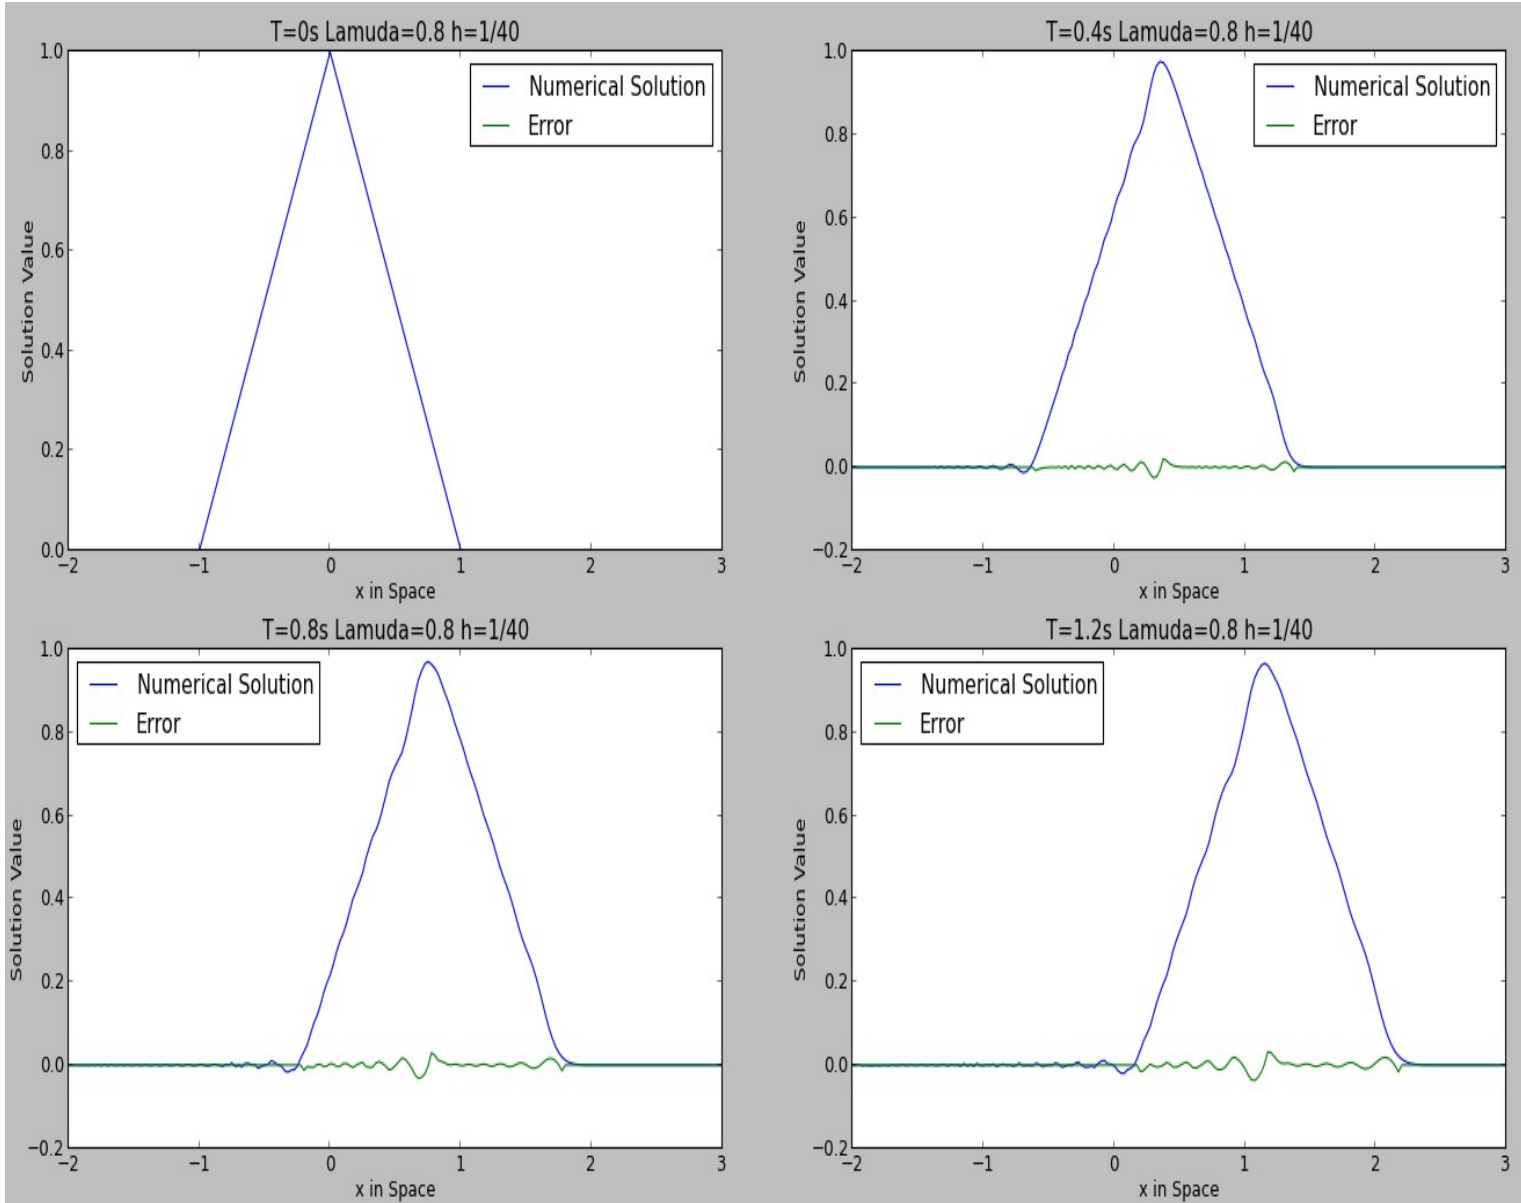 T=0s Lamuda=0.8 h=1/40
1.0
0.8
0.6
0.4
0.2
0.0
Solution Value
Numerical Solution
Error
−2 −1 0 1 2 3
x in Space
T=0.4s Lamuda=0.8 h=1/40
1.0
0.8
0.6
0.4
0.2
0.0
−0.2
Solution Value
Numerical Solution
Error
−2 −1 0 1 2 3
x in Space
T=0.8s Lamuda=0.8 h=1/40
1.0
0.8
0.6
0.4
0.2
0.0
−0.2
Solution Value
Numerical Solution
Error
−2 −1 0 1 2 3
x in Space
T=1.2s Lamuda=0.8 h=1/40
1.0
0.8
0.6
0.4
0.2
0.0
−0.2
Solution Value
Numerical Solution
Error
−2 −1 0 1 2 3
x in Space